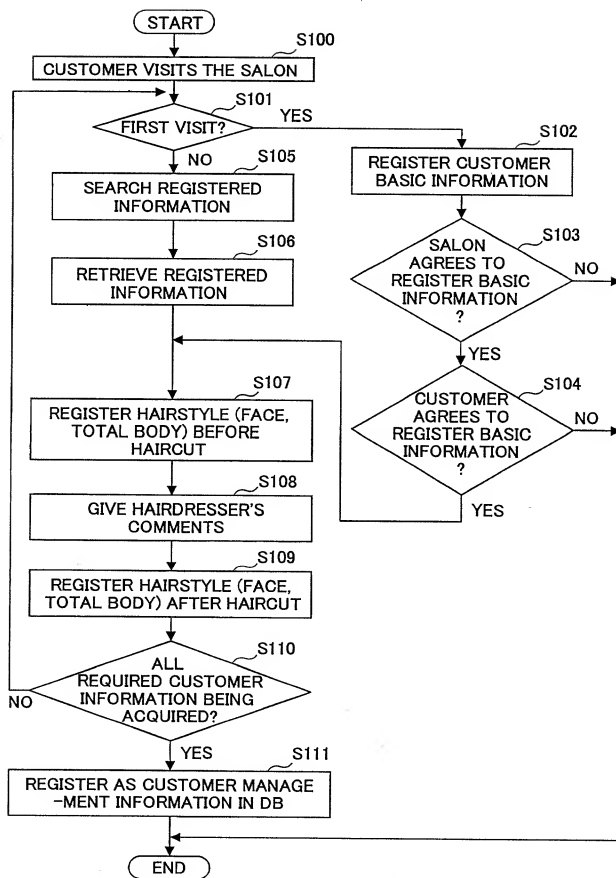 START
S100
CUSTOMER VISITS THE SALON
S101
FIRST VISIT?
YES
NO
S102
REGISTER CUSTOMER
BASIC INFORMATION
S105
SEARCH REGISTERED
INFORMATION
S103
SALON
AGREES TO
REGISTER BASIC
INFORMATION
?
NO
YES
S106
RETRIEVE REGISTERED
INFORMATION
S104
CUSTOMER
AGREES TO
REGISTER BASIC
INFORMATION
?
NO
YES
S107
REGISTER HAIRSTYLE (FACE,
TOTAL BODY) BEFORE
HAIRCUT
S108
GIVE HAIRDRESSER'S
COMMENTS
S109
REGISTER HAIRSTYLE (FACE,
TOTAL BODY) AFTER HAIRCUT
S110
ALL
REQUIRED CUSTOMER
INFORMATION BEING
ACQUIRED?
NO
YES
S111
REGISTER AS CUSTOMER MANAGE
-MENT INFORMATION IN DB
END